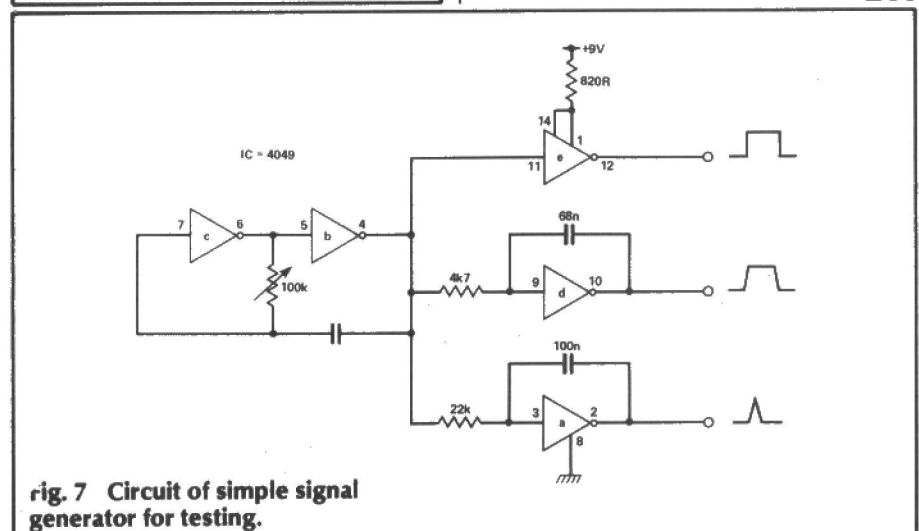 +9V
820R
14
1
IC = 4049
e
11
12
68n
7
6
5
4
c
b
4k7
9
10
d
100k
100n
22k
3
2
a
8
fig. 7 Circuit of simple signal
generator for testing.